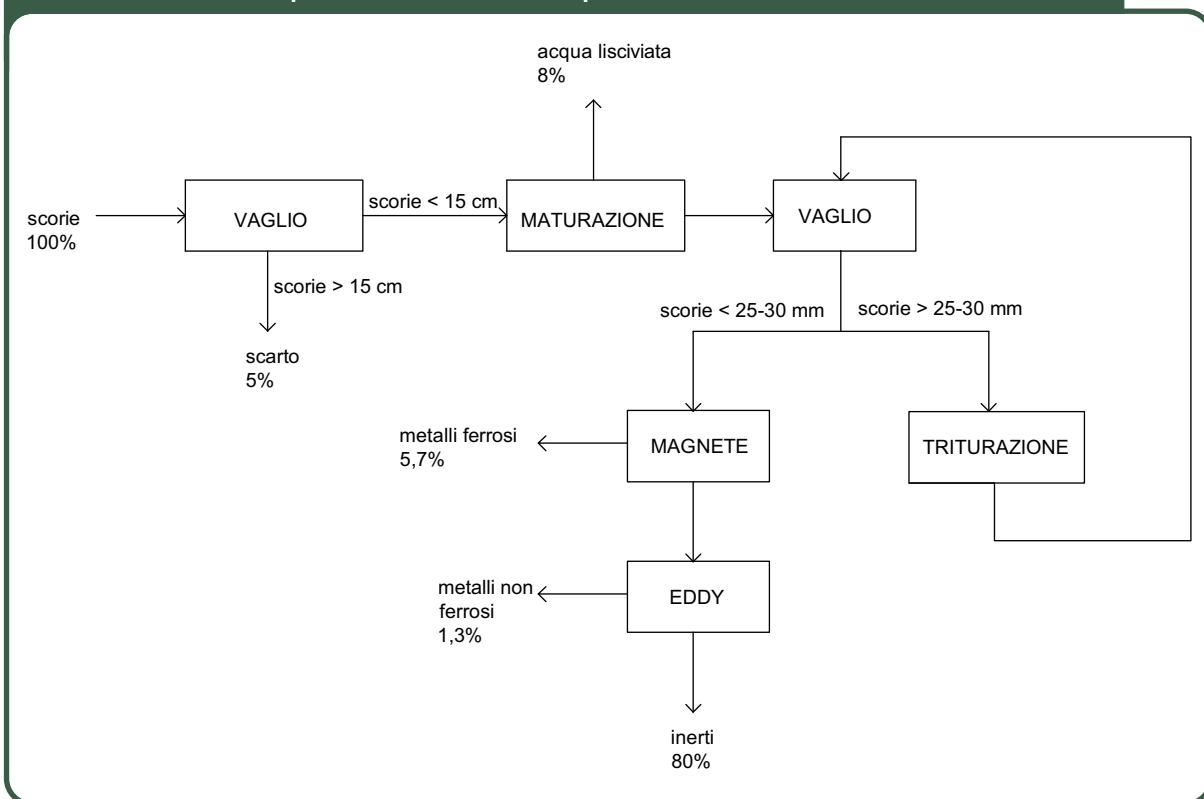 acqua lisciviata
8%
scorie
100%
VAGLIO
scorie < 15 cm
MATURAZIONE
VAGLIO
scorie > 15 cm
scarto
5%
scorie < 25-30 mm
scorie > 25-30 mm
metalli ferrosi
5,7%
MAGNETE
TRITURAZIONE
metalli non
ferrosi
1,3%
EDDY
inerti
80%